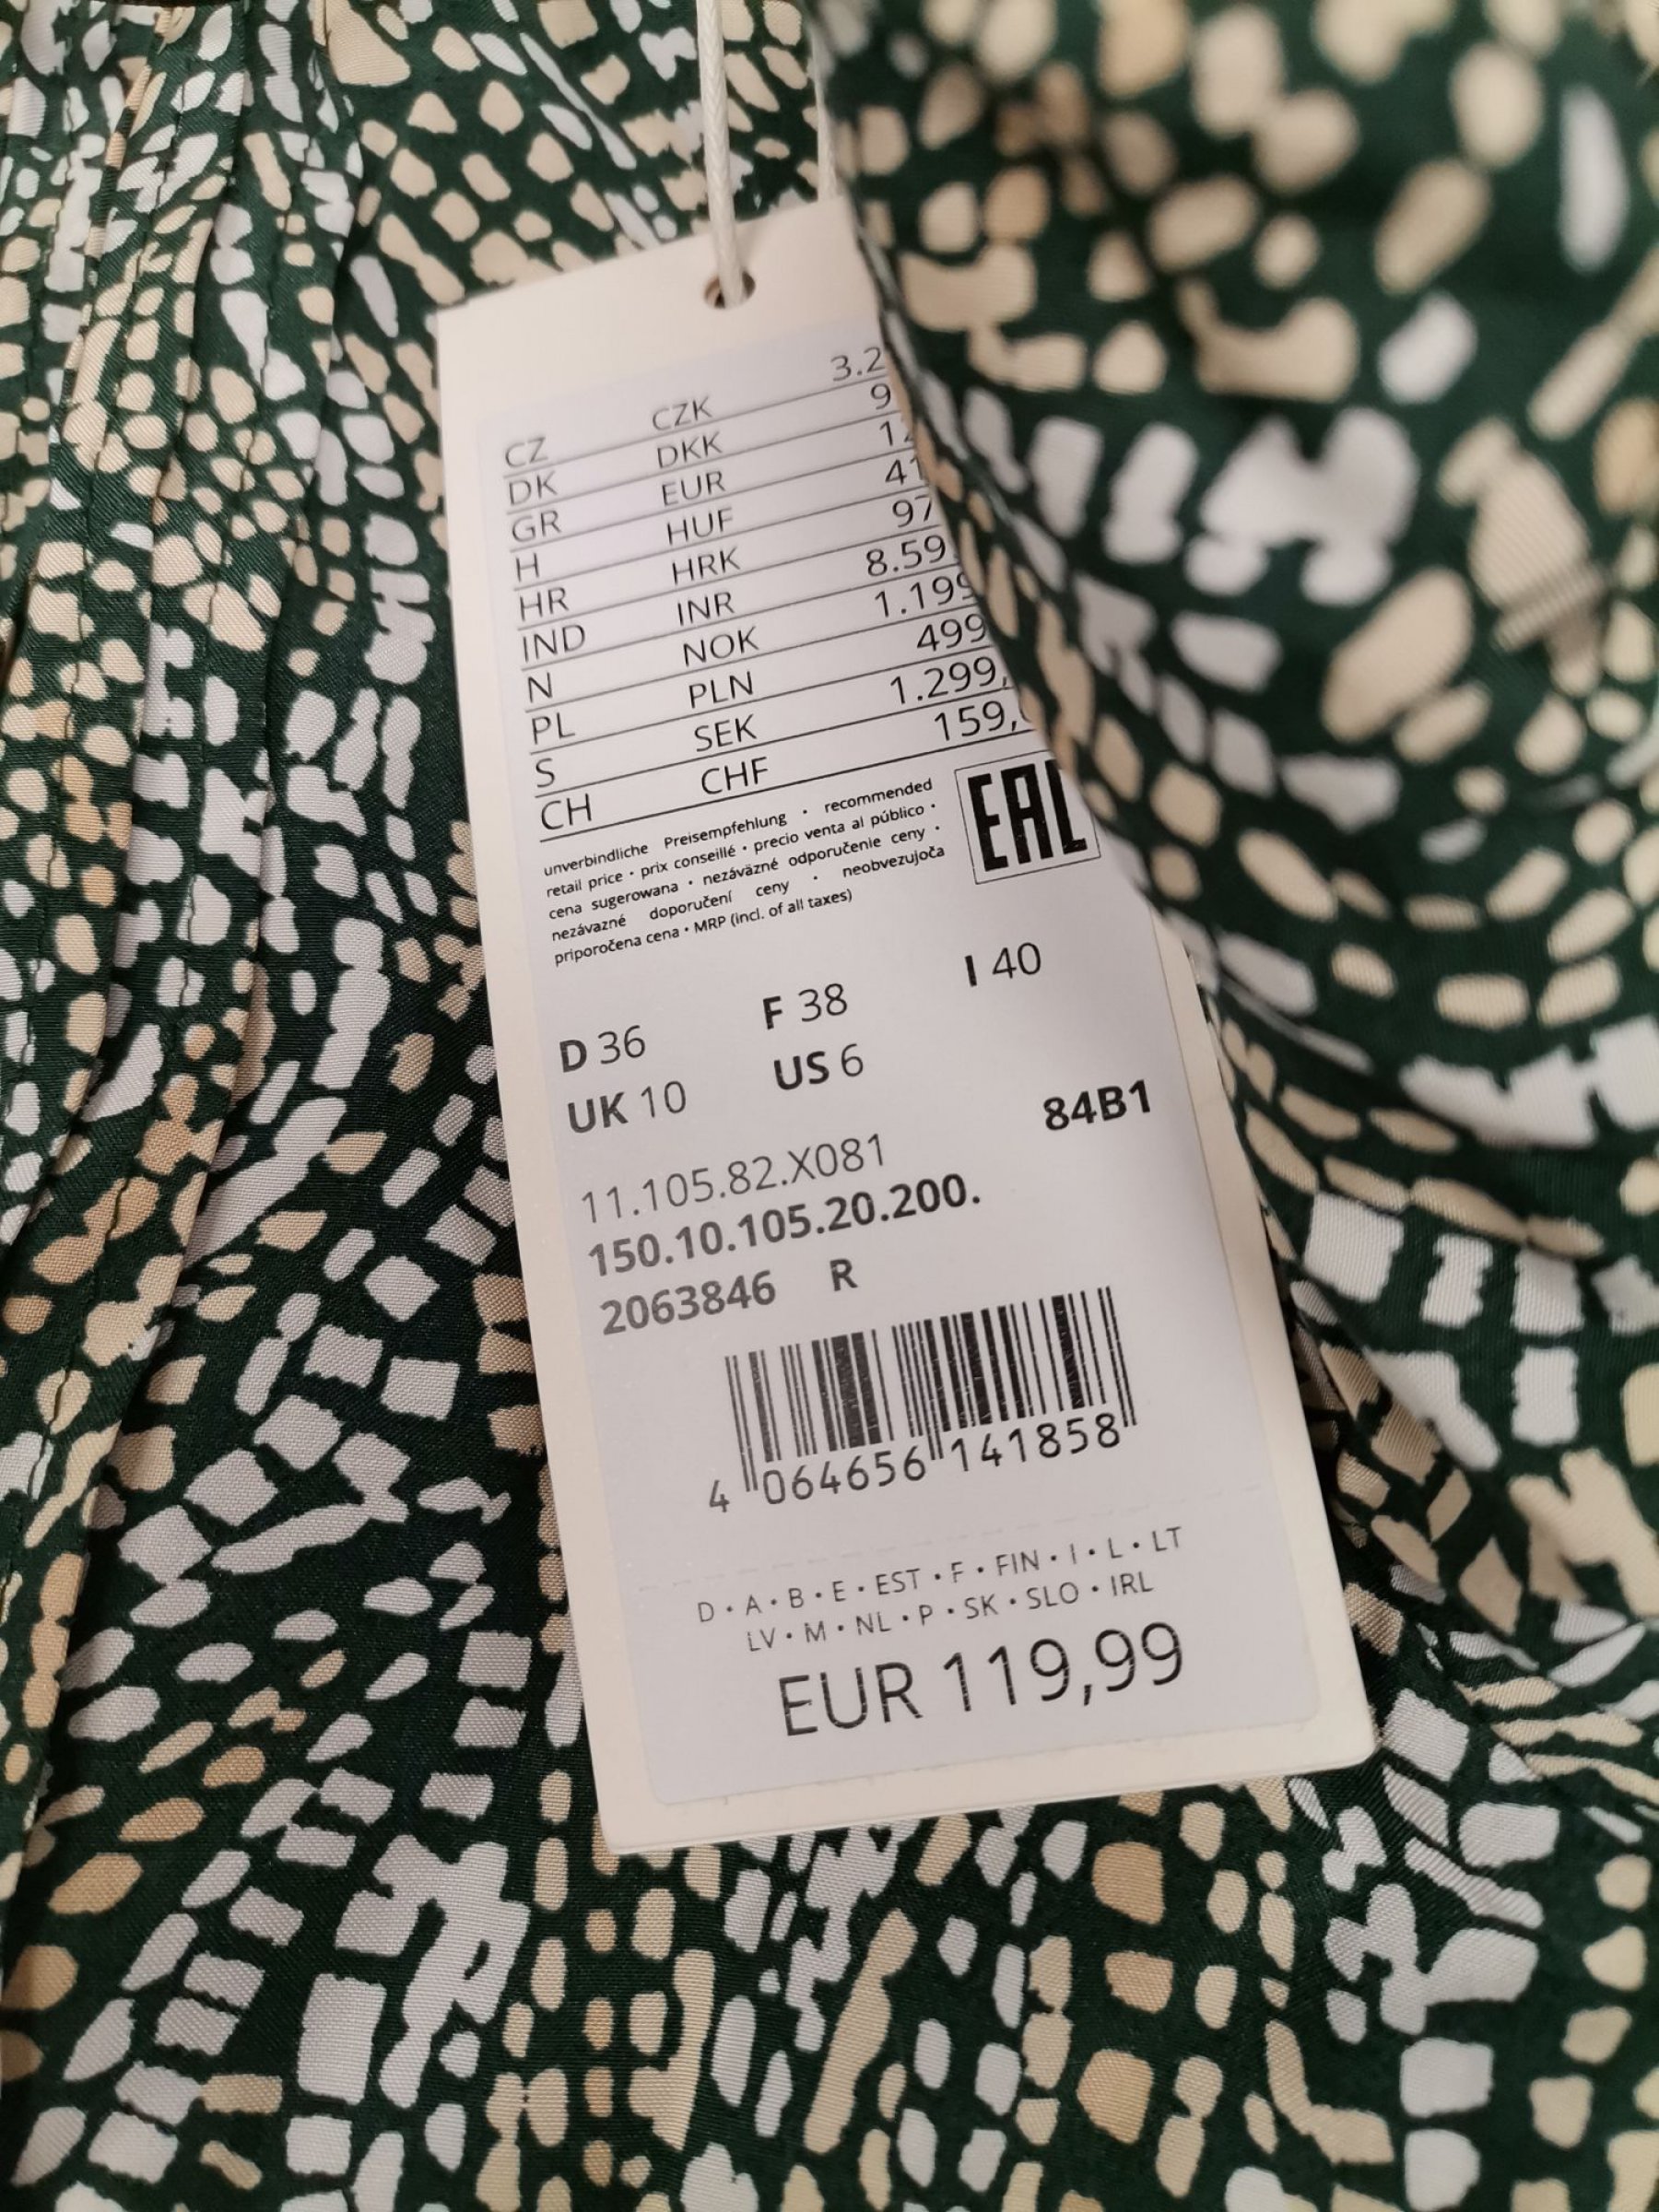 CZ CZK 3.2
DK DKK 9
GR EUR 1
H HUF 41
HR HRK 97
IND INR 8.59
N NOK 1.199
PL PLN 499
S SEK 1.299,
CH CHF 159,
unverbindliche Preisempfehlung • recommended
retail price • prix conseillé • precio venta al público •
cena sugerowana • nezáväzné odporučenie ceny •
nezávazné doporučení ceny • neobvezujoča
priporočena cena • MRP (incl. of all taxes)
EAC
D 36 F 38 I 40
UK 10 US 6
84B1
11.105.82.X081
150.10.105.20.200.
2063846 R
4 064656 141858
D • A • B • E • EST • F • FIN • I • L • LT
LV • M • NL • P • SK • SLO • IRL
EUR 119,99